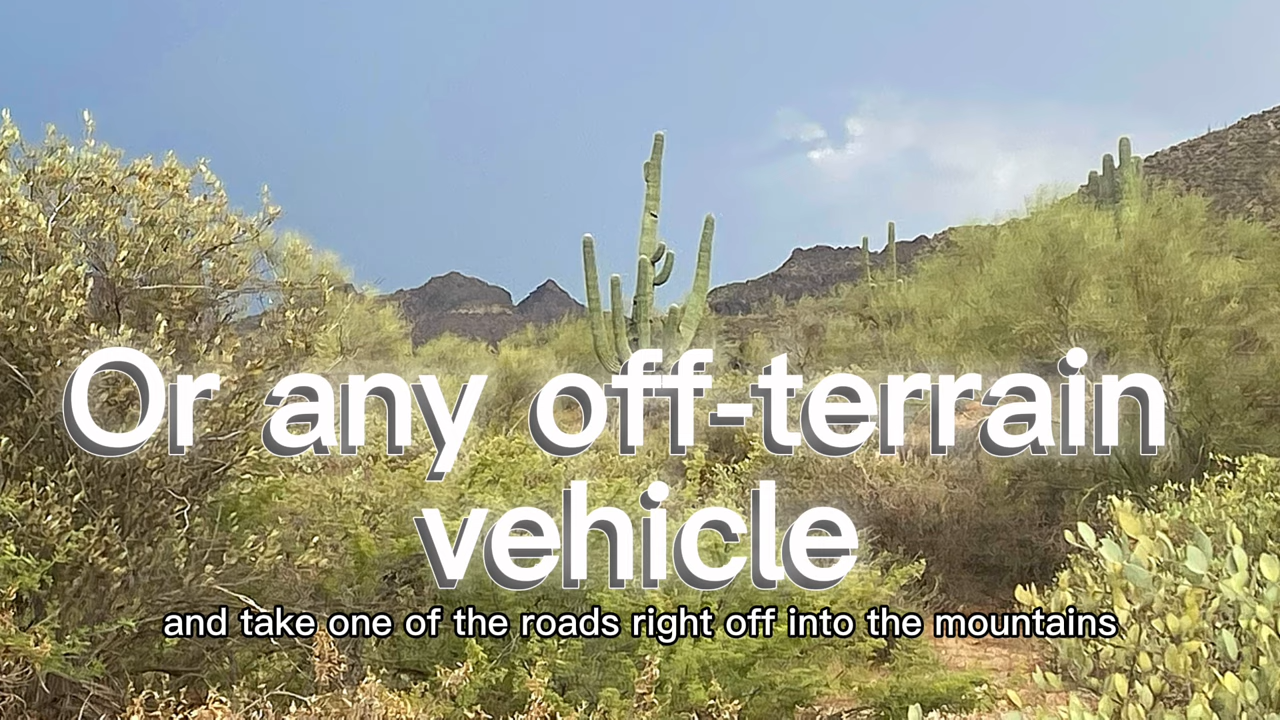 Or any off-terrain
vehicle
and take one of the roads right off into the mountains